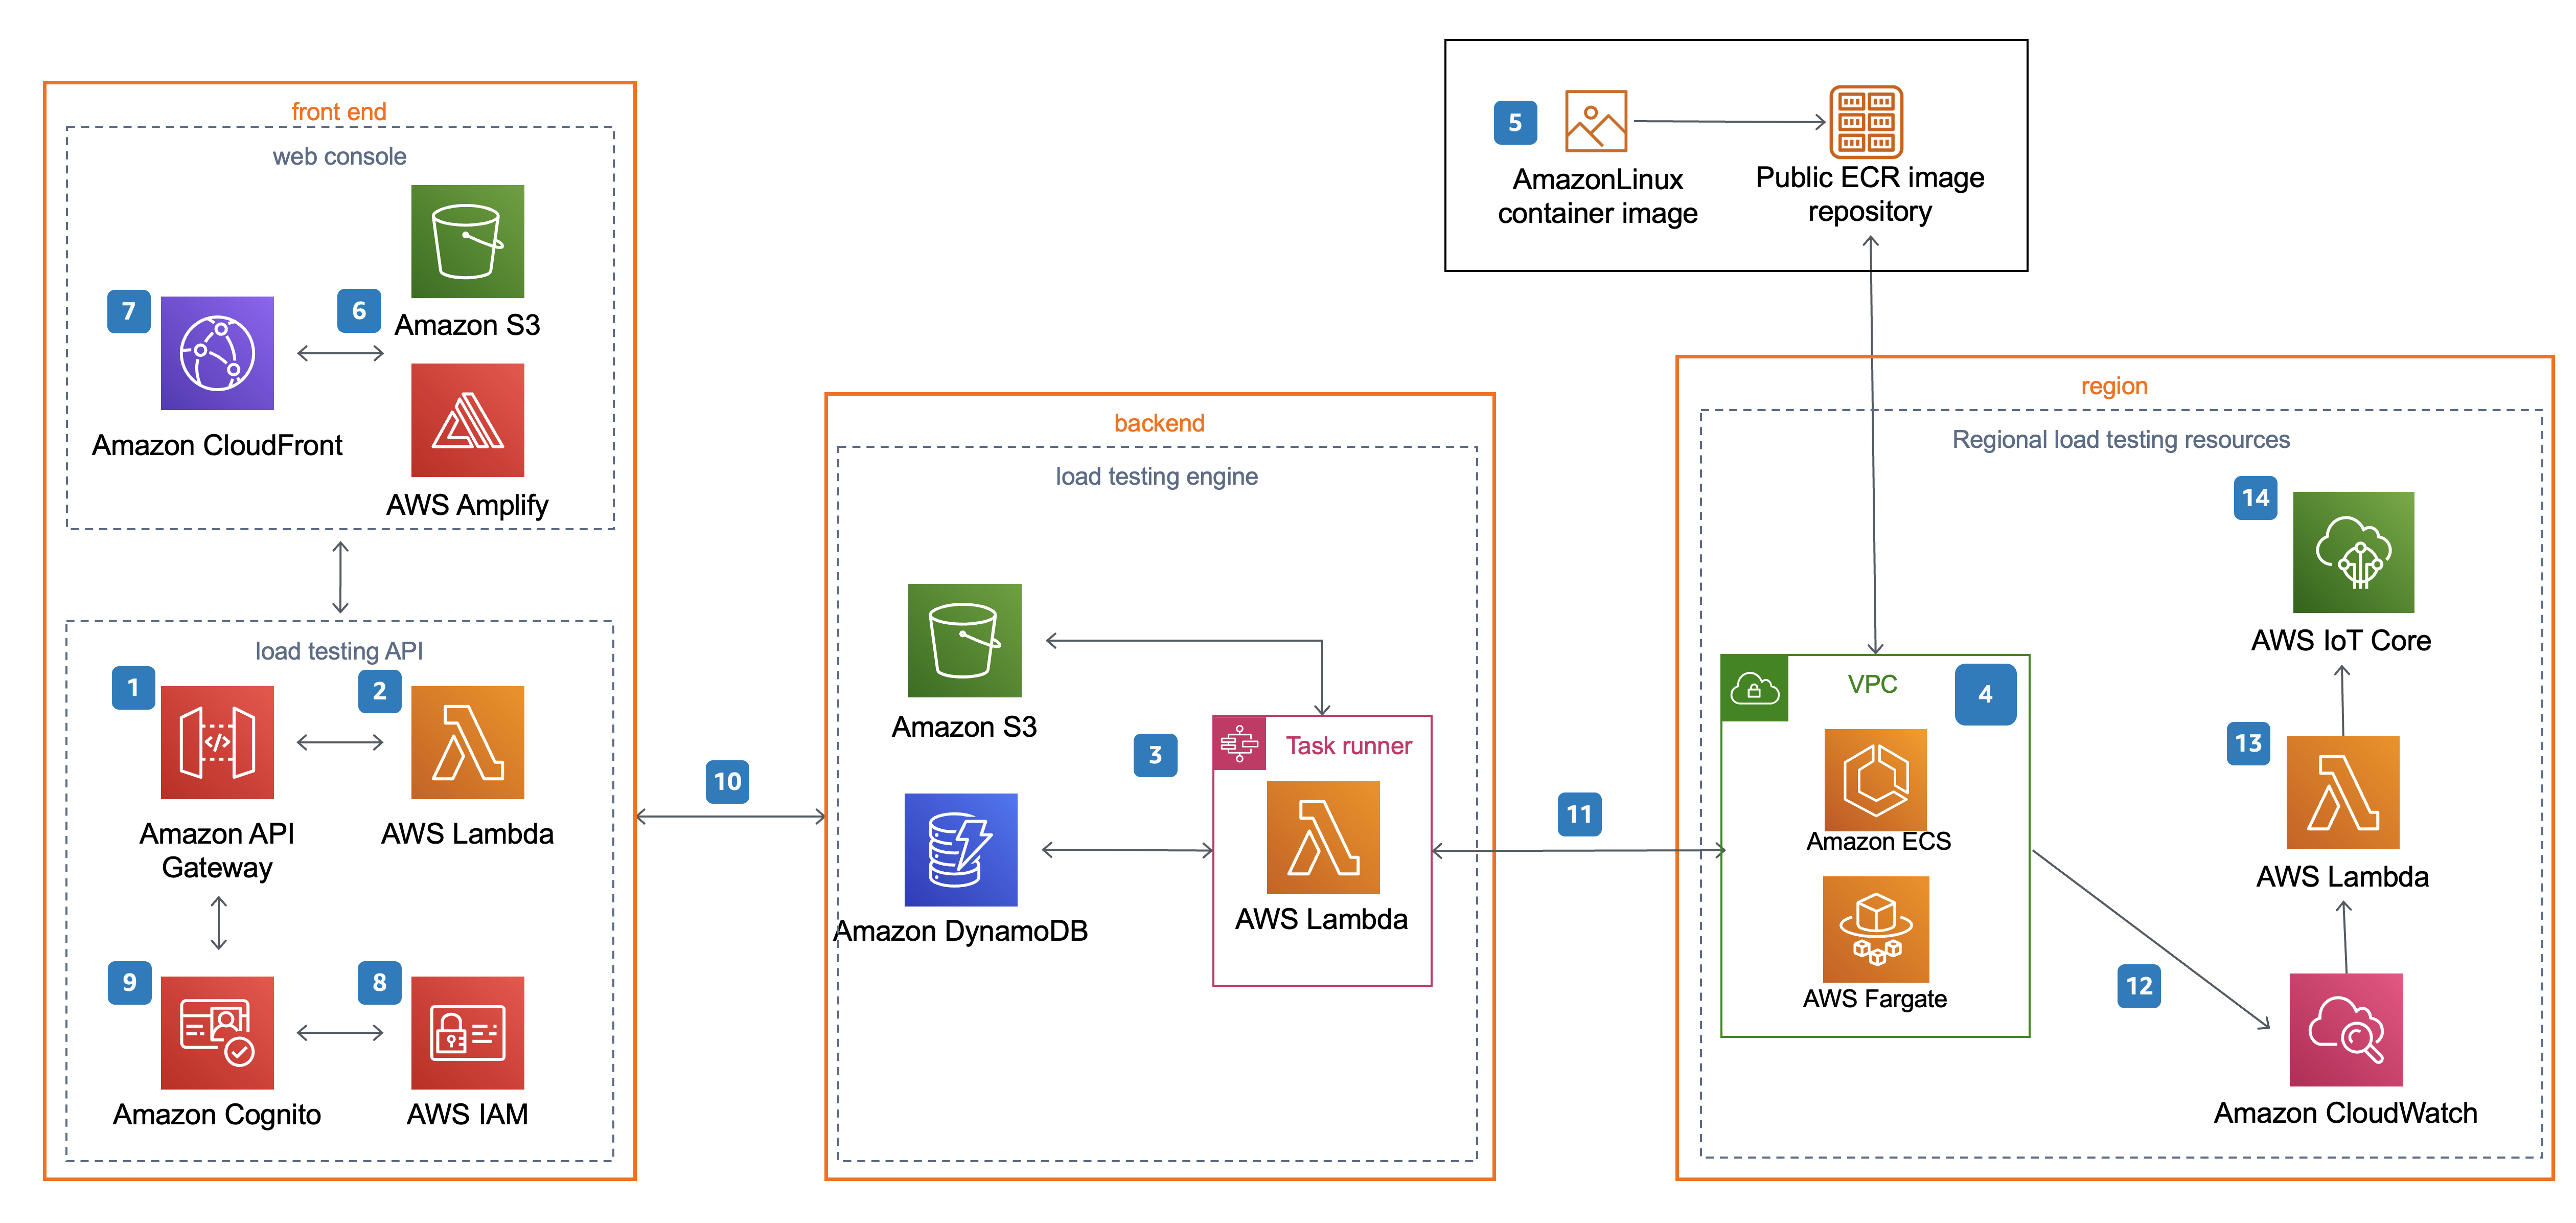 front end
web console
7
6
Amazon S3
Amazon CloudFront
AWS Amplify
load testing API
1
2
Amazon API
Gateway
AWS Lambda
9
8
Amazon Cognito
AWS IAM
10
backend
load testing engine
Amazon S3
3
Task runner
Amazon DynamoDB
AWS Lambda
11
5
AmazonLinux
container image
Public ECR image
repository
region
Regional load testing resources
VPC
4
Amazon ECS
AWS Fargate
14
AWS IoT Core
13
AWS Lambda
12
Amazon CloudWatch